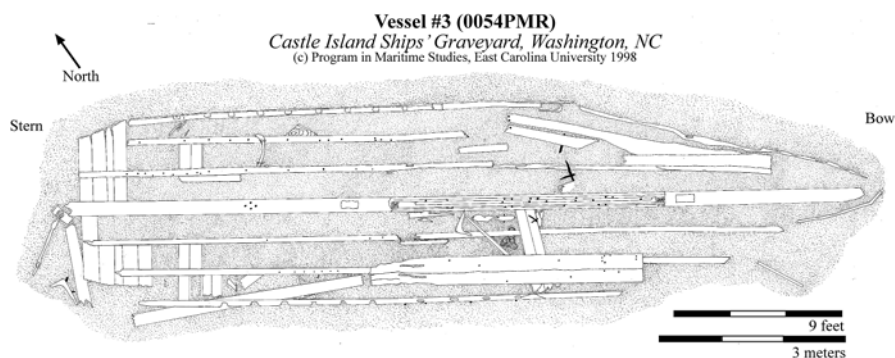 Vessel #3 (0054PMR)
Castle Island Ships' Graveyard, Washington, NC
(c) Program in Maritime Studies, East Carolina University 1998
North
Stern
Bow
9 feet
3 meters